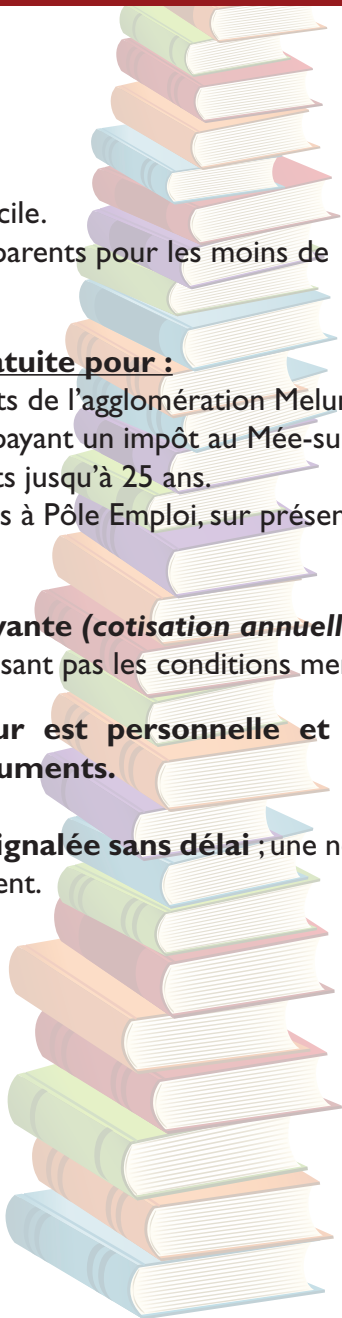 cile.
parents pour les moins de
atuite pour :
ts de l’agglomération Melun
payant un impôt au Mée-su
ts jusqu’à 25 ans.
s à Pôle Emploi, sur présen
vante (cotisation annuell
sant pas les conditions mer
ur est personnelle et
uments.
ignalée sans délai ; une n
ent.